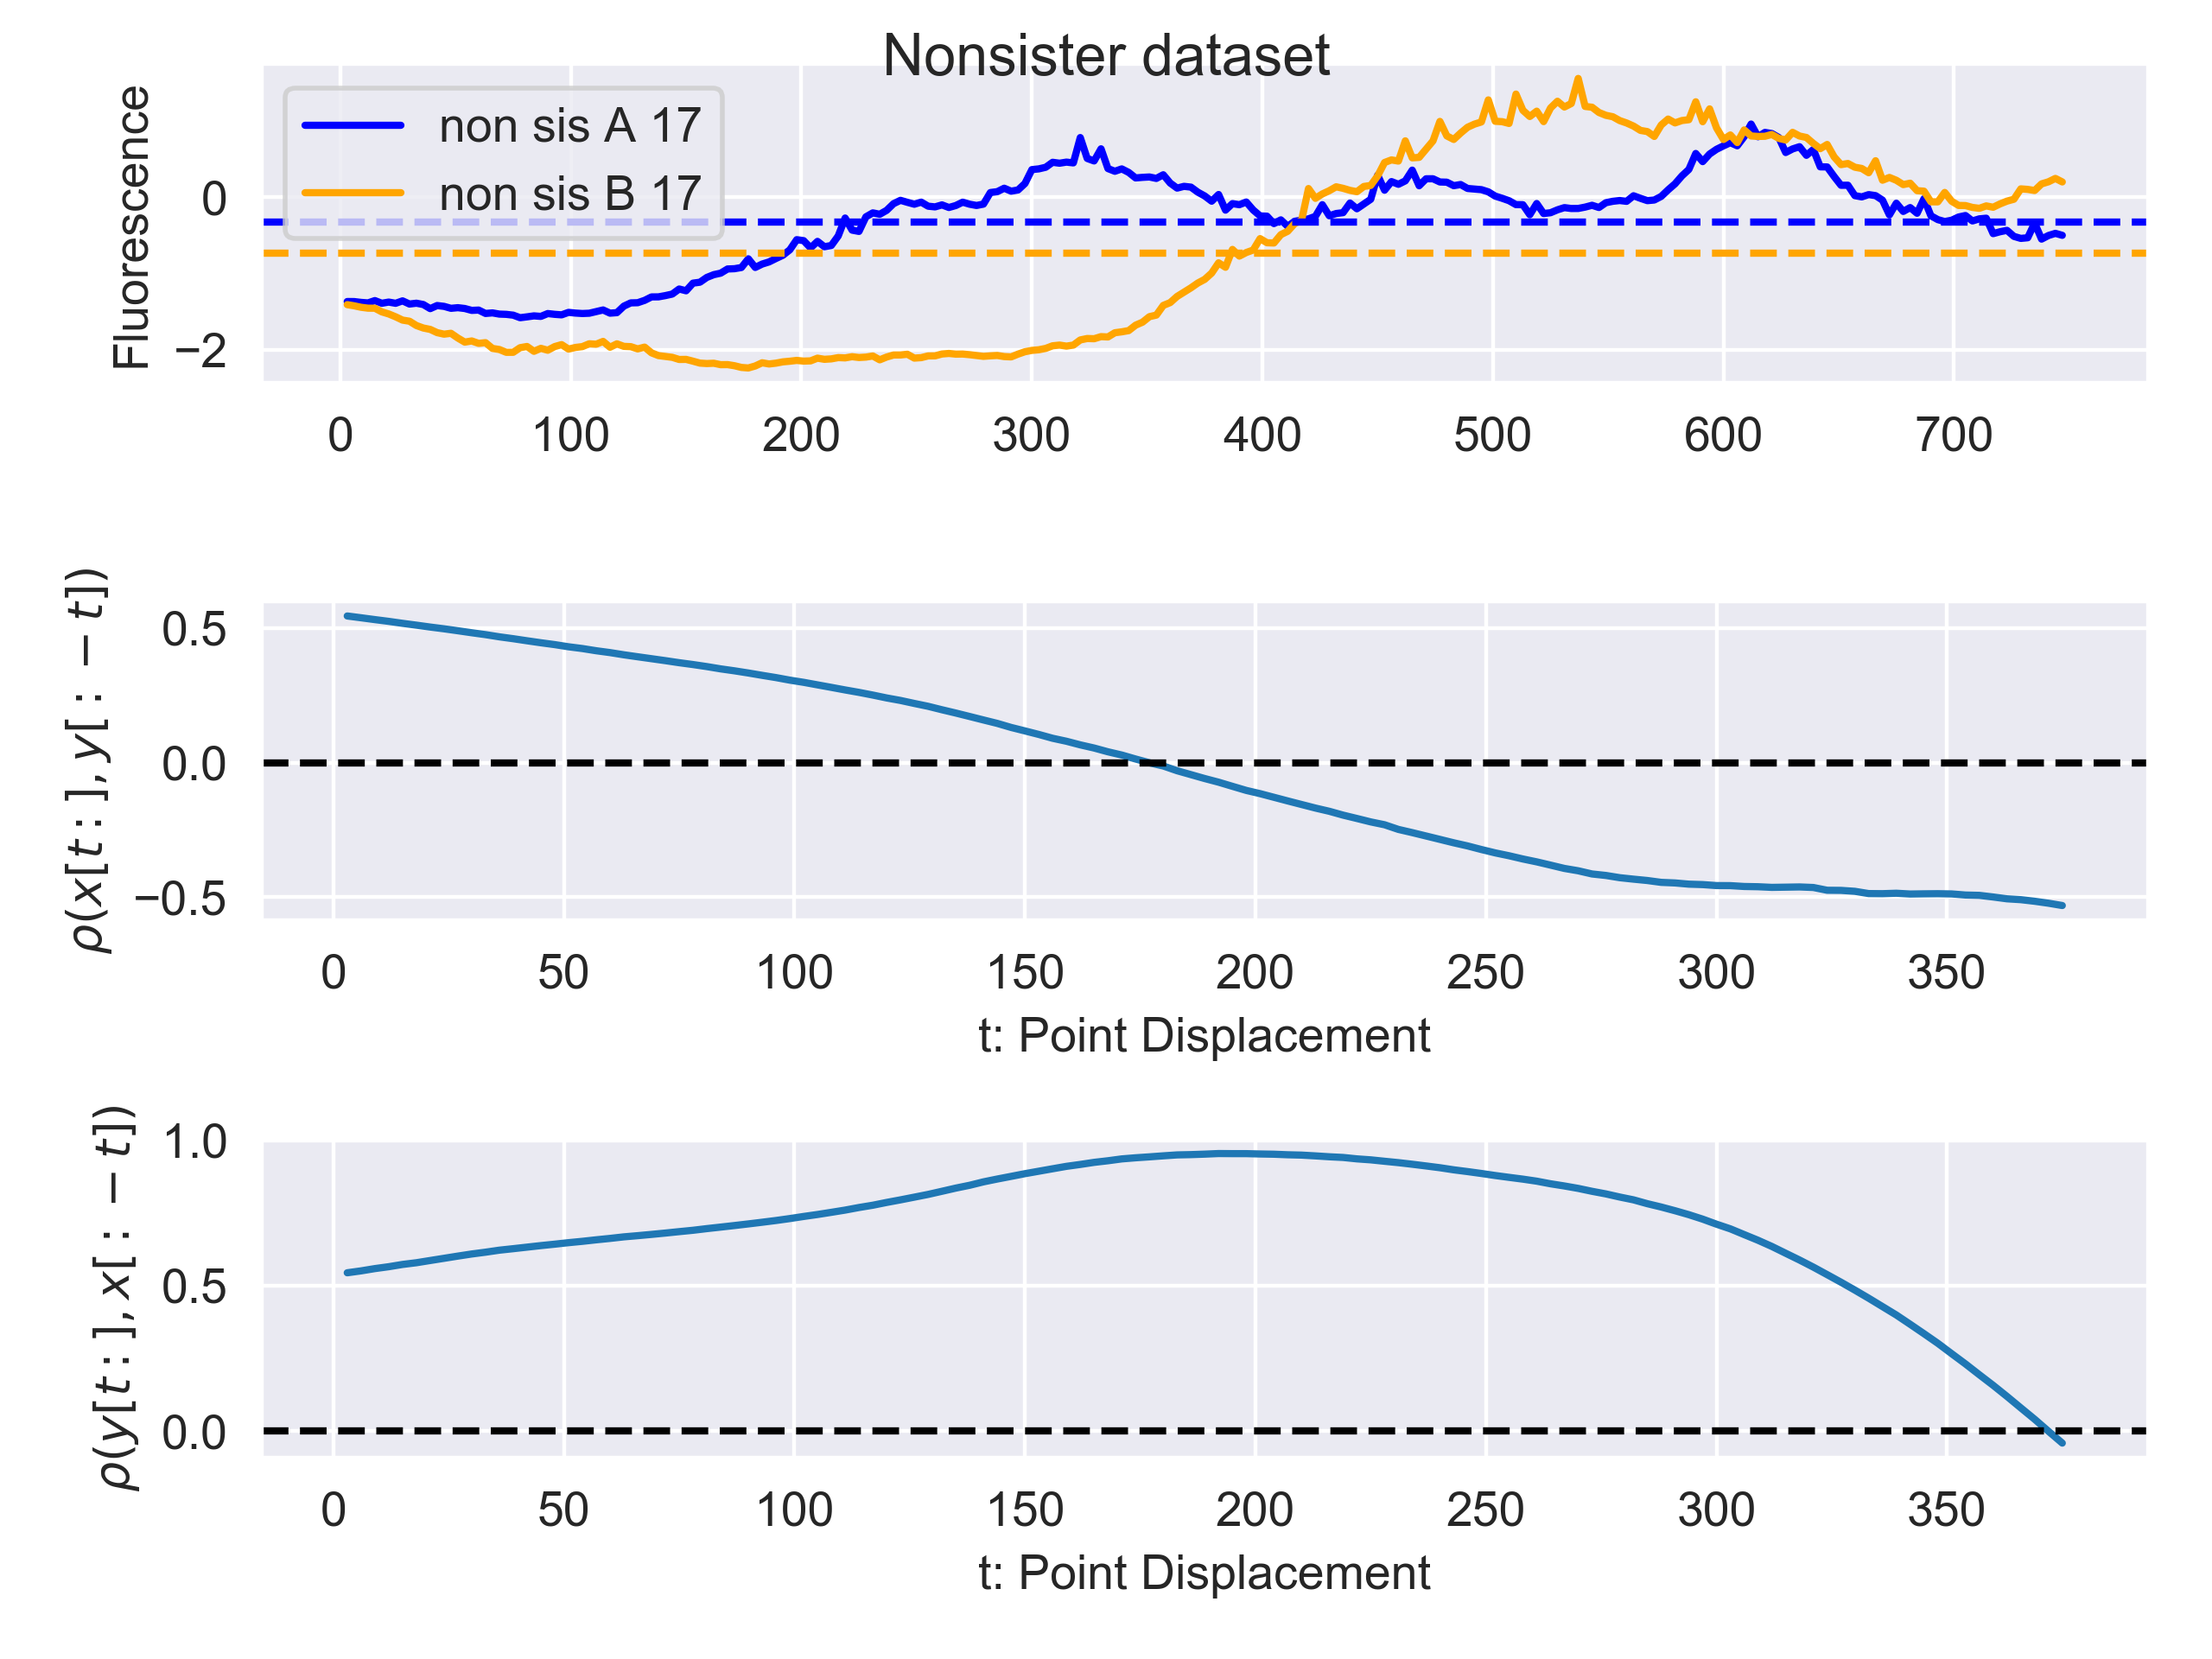 Nonsister dataset
Fluorescence
non sis A 17
non sis B 17
0
−2
0 100 200 300 400 500 600 700
ρ(x[t:], y[: − t])
0.5
0.0
−0.5
0 50 100 150 200 250 300 350
t: Point Displacement
ρ(y[t:], x[: − t])
1.0
0.5
0.0
0 50 100 150 200 250 300 350
t: Point Displacement